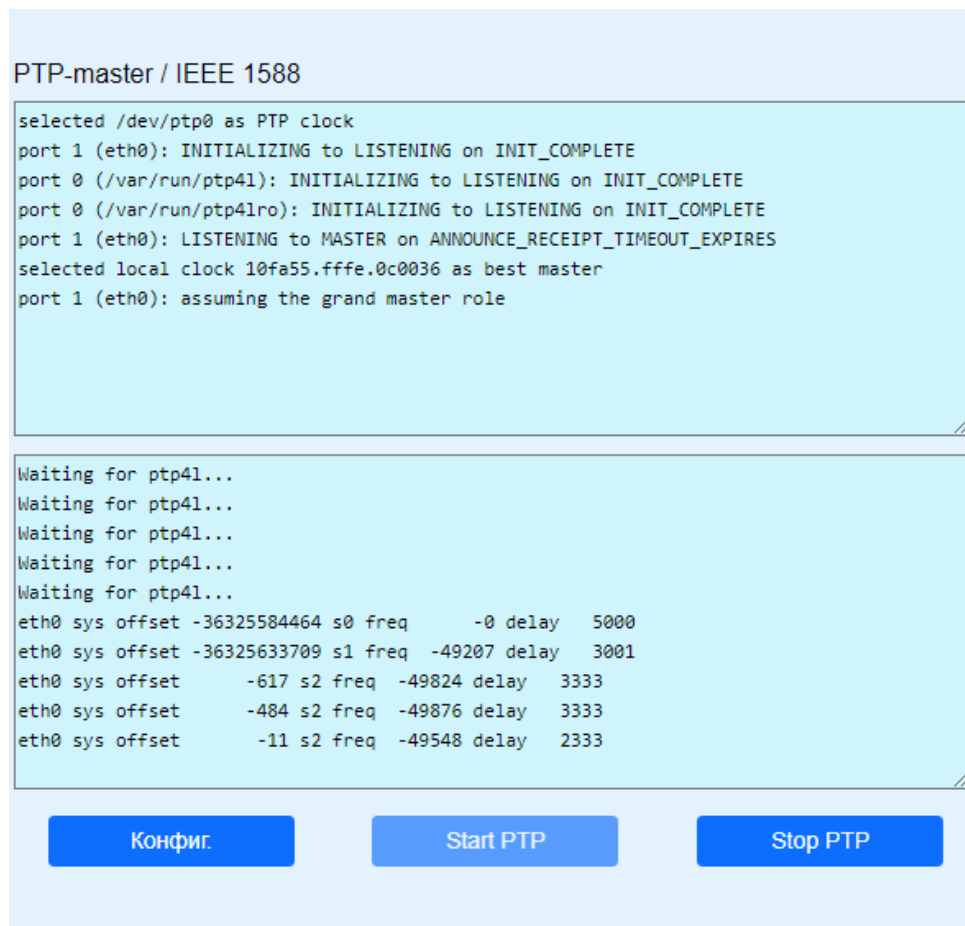 PTP-master / IEEE 1588
selected /dev/ptp0 as PTP clock
port 1 (eth0): INITIALIZING to LISTENING on INIT_COMPLETE
port 0 (/var/run/ptp4l): INITIALIZING to LISTENING on INIT_COMPLETE
port 0 (/var/run/ptp4lro): INITIALIZING to LISTENING on INIT_COMPLETE
port 1 (eth0): LISTENING to MASTER on ANNOUNCE_RECEIPT_TIMEOUT_EXPIRES
selected local clock 10fa55.fffe.0c0036 as best master
port 1 (eth0): assuming the grand master role
Waiting for ptp4l...
Waiting for ptp4l...
Waiting for ptp4l...
Waiting for ptp4l...
Waiting for ptp4l...
eth0 sys offset -36325584464 s0 freq      -0 delay   5000
eth0 sys offset -36325633709 s1 freq  -49207 delay   3001
eth0 sys offset      -617 s2 freq  -49824 delay   3333
eth0 sys offset      -484 s2 freq  -49876 delay   3333
eth0 sys offset       -11 s2 freq  -49548 delay   2333
Конфиг. Start PTP Stop PTP